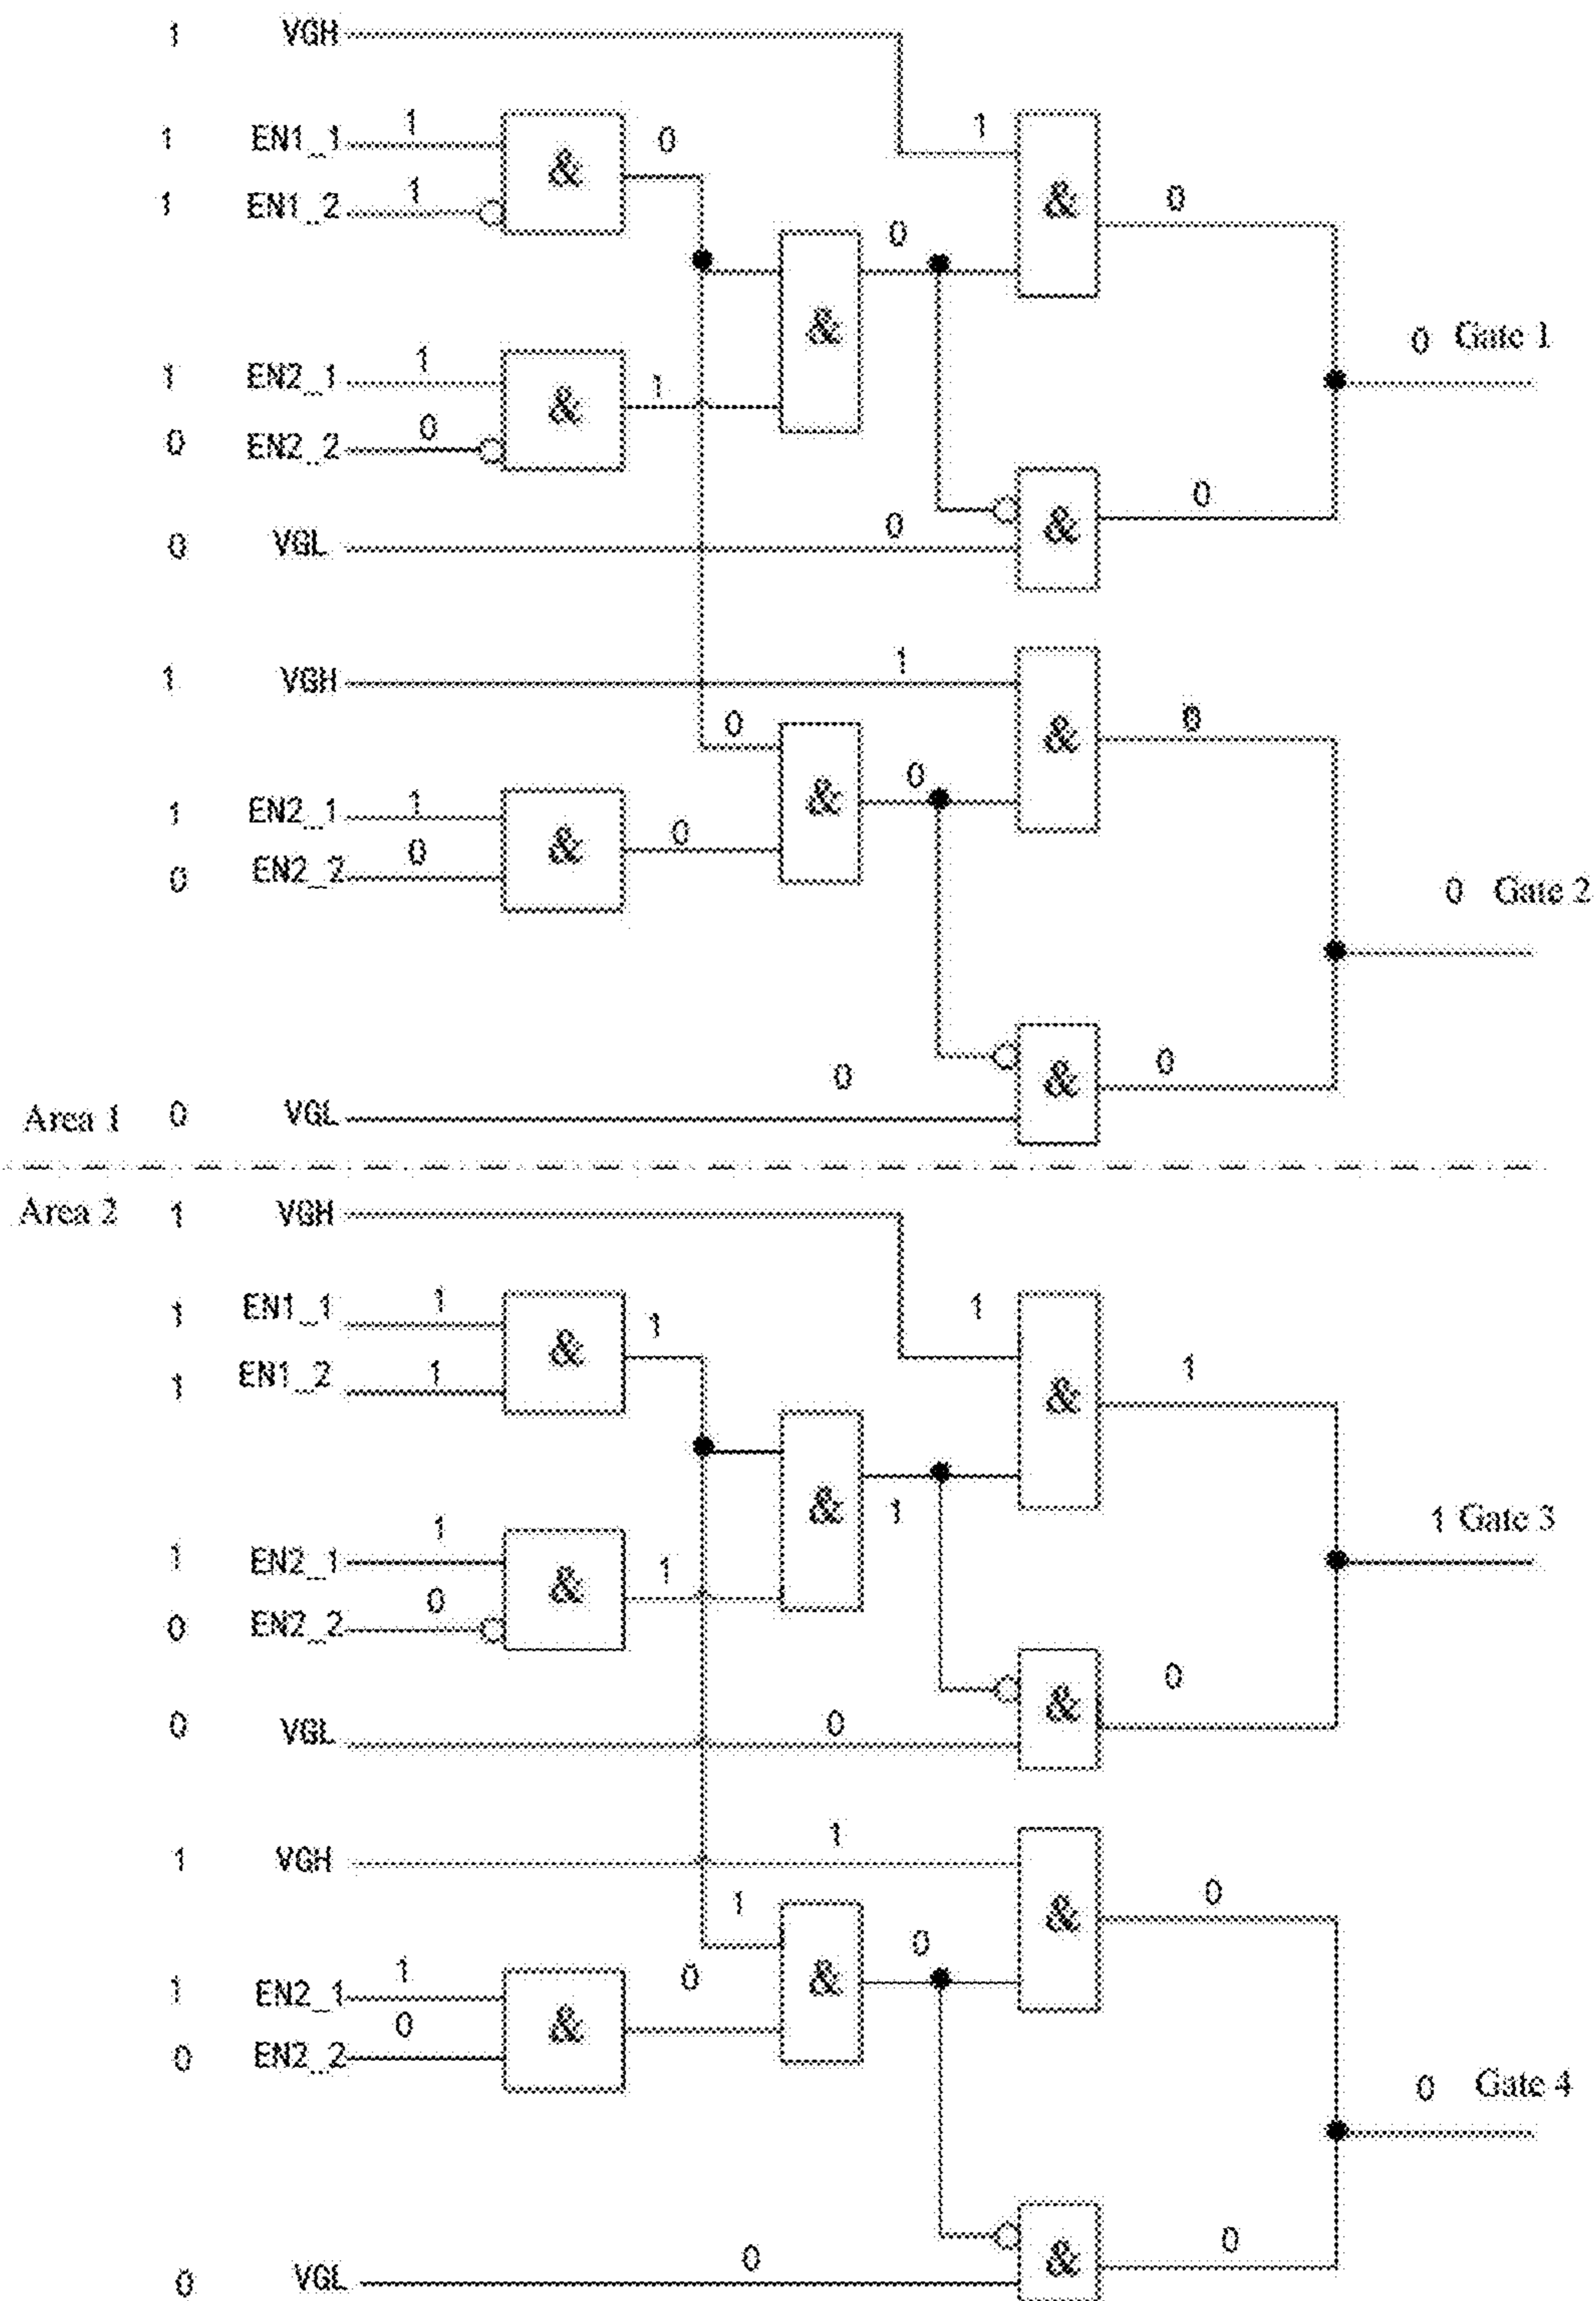 1 VGH
1 EN1_1 1 & 0 1 &
1 EN1_2 1 0
0
& 0 Gate 1
1 EN2_1 1 & 1
0 EN2_2 0
0 VGL 0 & 0
1 VGH 1 &
0 & 0
1 EN2_1 1 & 0
0 EN2_2 0
0 Gate 2
0 & 0
Area 1 0 VGL
Area 2 1 VGH
1 EN1_1 1 & 1 1 &
1 EN1_2 1 1
& 1 1 Gate 3
1 EN2_1 1 & 1
0 EN2_2 0
0 VGL 0 & 0
1 VGH 1 & 0
1 & 0
1 EN2_1 1 & 0
0 EN2_2 0
0 Gate 4
0 VGL 0 & 0